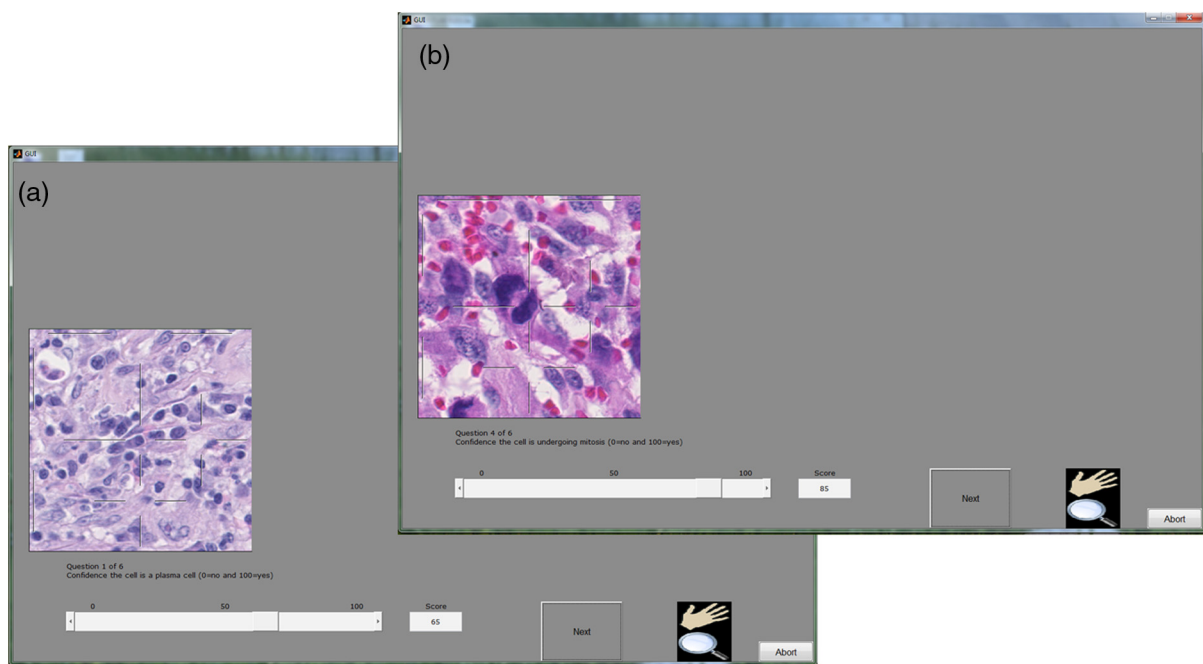 (b)
GUI
Question 4 of 6
Confidence the cell is undergoing mitosis (0=no and 100=yes)
0 50 100 Score
85
Next
Abort
(a)
GUI
Question 1 of 6
Confidence the cell is a plasma cell (0=no and 100=yes)
0 50 100 Score
65
Next
Abort